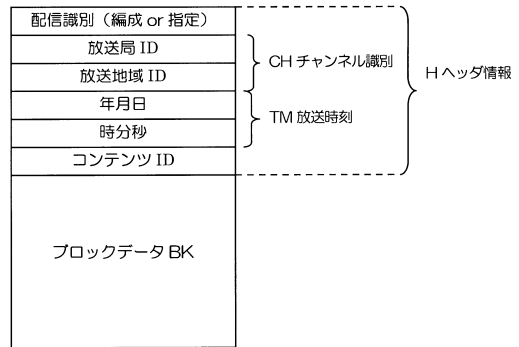 配信識別（編成 or 指定）
放送局 ID
放送地域 ID
CH チャンネル識別
Hヘッダ情報
年月日
時分秒
TM 放送時刻
コンテンツ ID
ブロックデータ BK